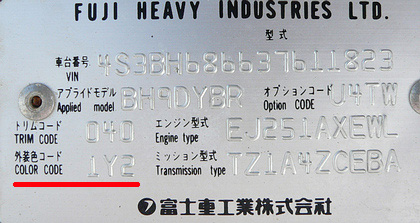 FUJI HEAVY INDUSTRIES LTD.
型式
車台番号 VIN 4S3BH686637611823
アプライドモデル Applied model BH9DYBR オプションコード Option CODE U4TW
トリムコード TRIM CODE 040 エンジン型式 Engine type EJ251AXEWL
外装色コード COLOR CODE 1Y2 ミッション型式 Transmission type TZ1A4ZCEBA
富士重工業株式会社